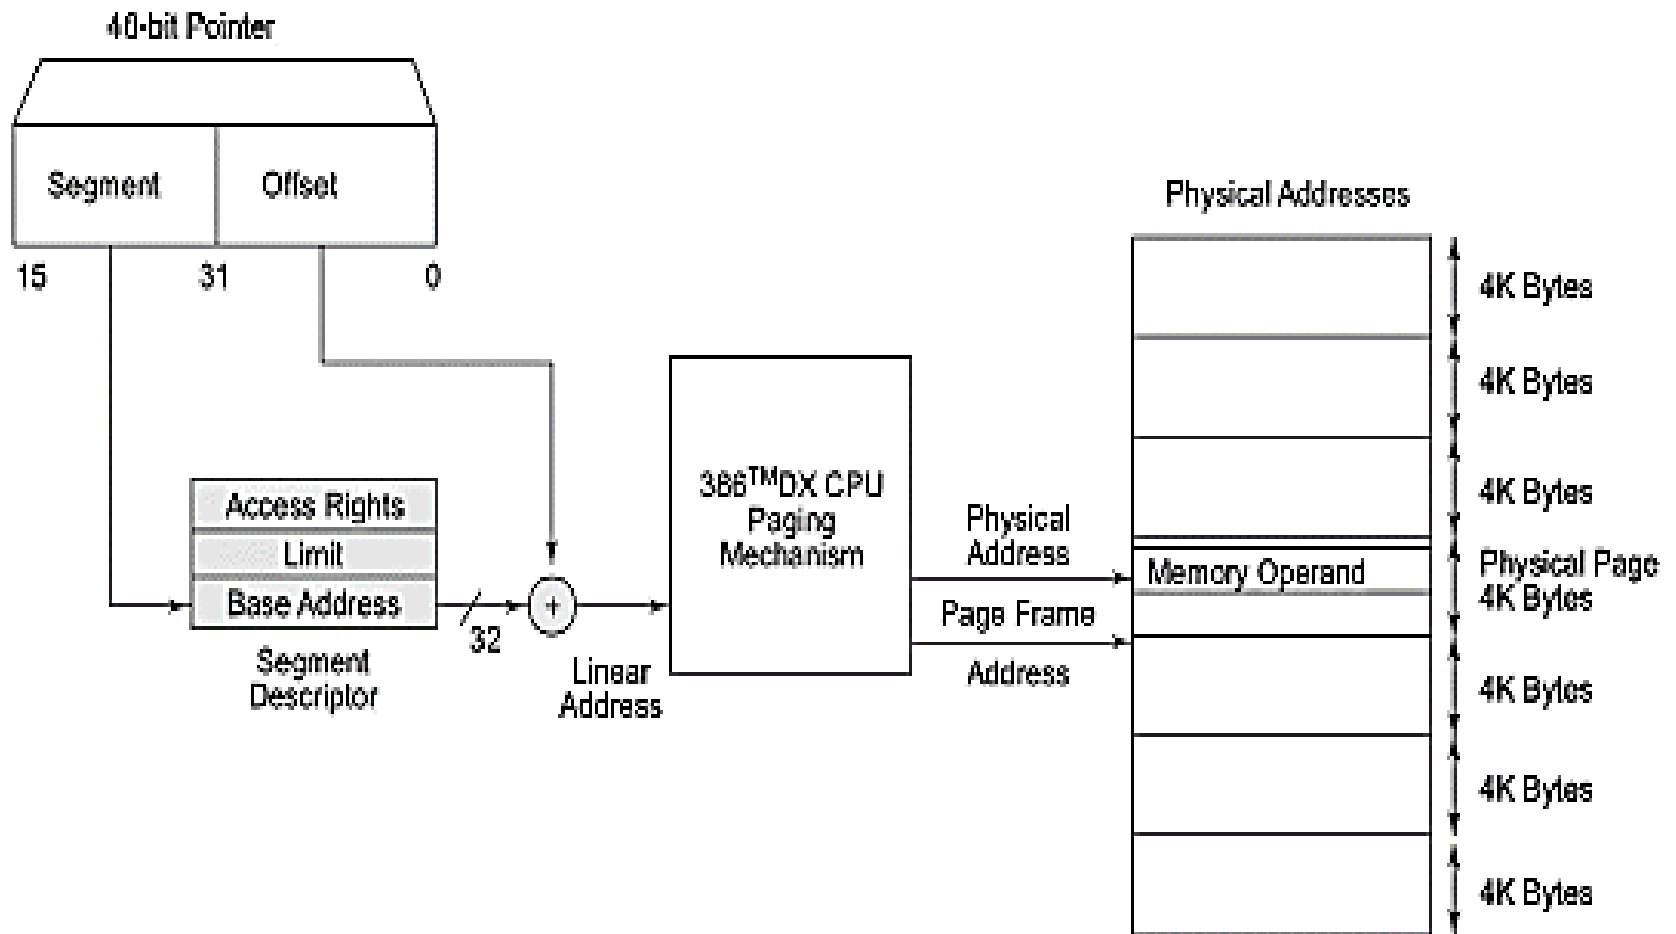 40-bit Pointer
Segment
Offset
15
31
0
Access Rights
Limit
Base Address
32
Segment
Descriptor
+
Linear
Address
386TMDX CPU
Paging
Mechanism
Physical
Address
Page Frame
Address
Physical Addresses
Memory Operand
4K Bytes
4K Bytes
4K Bytes
Physical Page
4K Bytes
4K Bytes
4K Bytes
4K Bytes